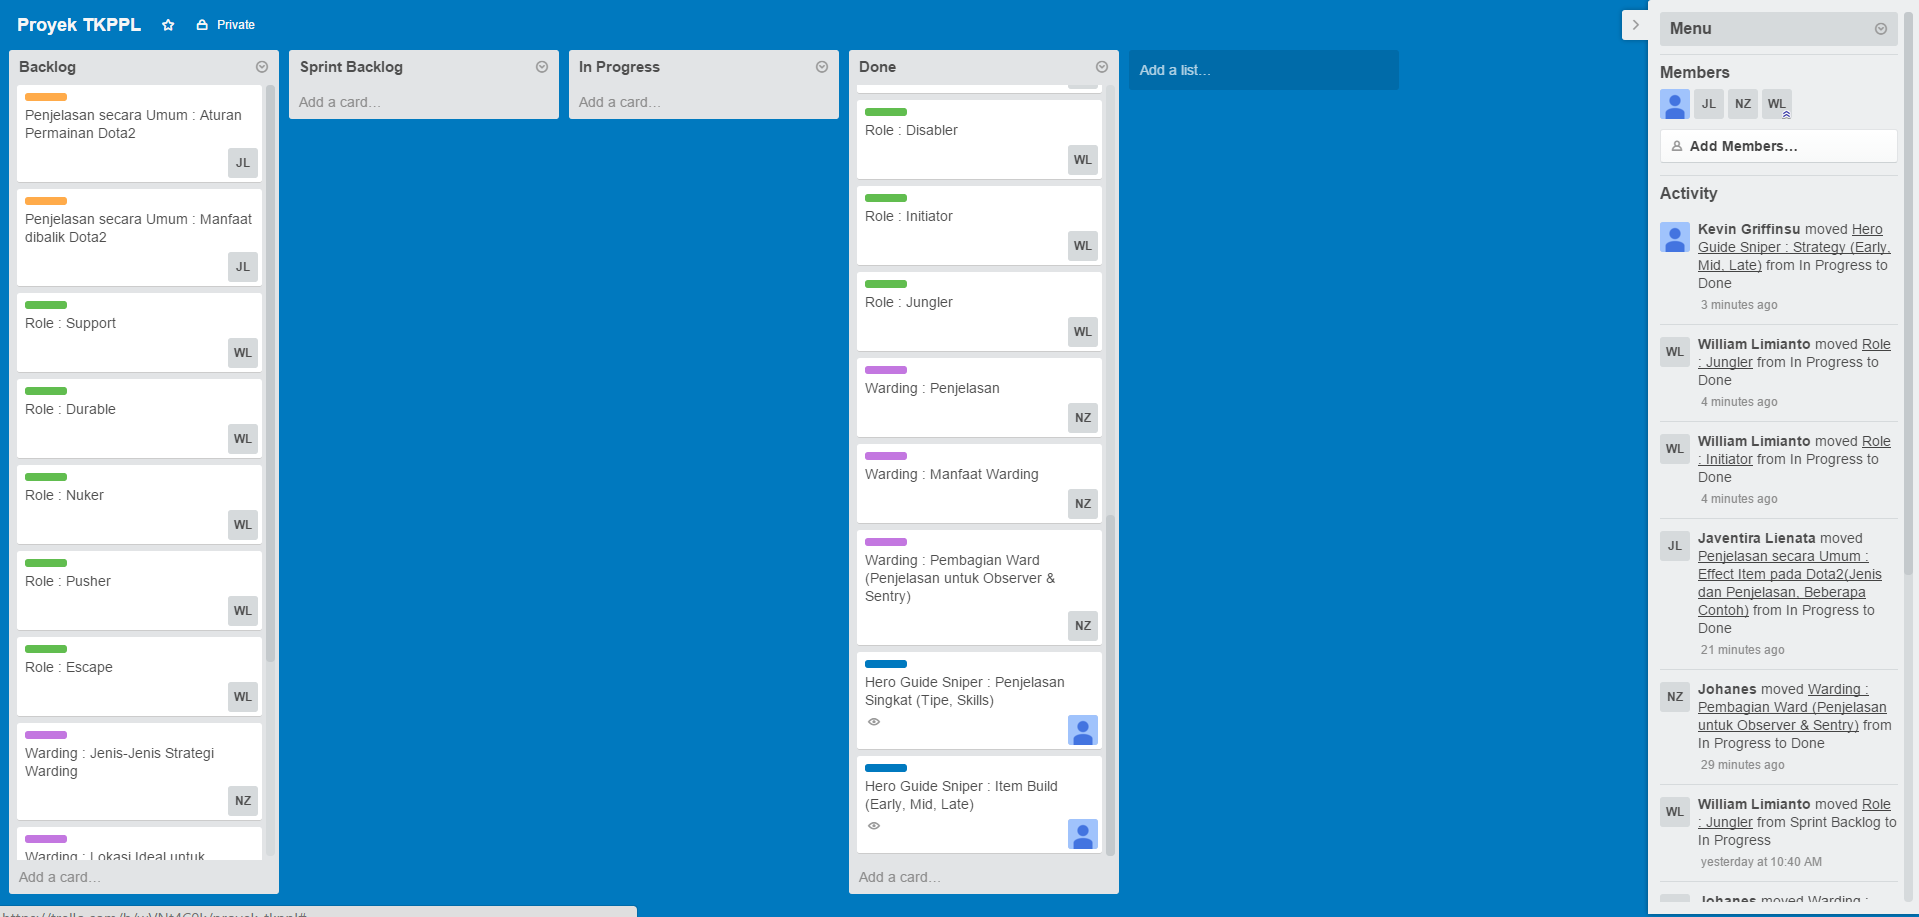 Proyek TKPPL
Private
Backlog
Penjelasan secara Umum : Aturan
Permainan Dota2
JL
Penjelasan secara Umum : Manfaat
dibalik Dota2
JL
Role : Support
WL
Role : Durable
WL
Role : Nuker
WL
Role : Pusher
WL
Role : Escape
WL
Warding : Jenis-Jenis Strategi
Warding
NZ
Warding : Lokasi Ideal untuk
Add a card...
Sprint Backlog
Add a card...
In Progress
Add a card...
Done
Role : Disabler
WL
Role : Initiator
WL
Role : Jungler
WL
Warding : Penjelasan
NZ
Warding : Manfaat Warding
NZ
Warding : Pembagian Ward
(Penjelasan untuk Observer &
Sentry)
NZ
Hero Guide Sniper : Penjelasan
Singkat (Tipe, Skills)
Hero Guide Sniper : Item Build
(Early, Mid, Late)
Add a card...
Add a list...
Menu
Members
JL NZ WL
Add Members...
Activity
Kevin Griffinsu moved Hero
Guide Sniper : Strategy (Early,
Mid, Late) from In Progress to
Done
3 minutes ago
WL
William Limianto moved Role
: Jungler from In Progress to
Done
4 minutes ago
WL
William Limianto moved Role
: Initiator from In Progress to
Done
4 minutes ago
JL
Javentira Lienata moved
Penjelasan secara Umum :
Effect Item pada Dota2(Jenis
dan Penjelasan, Beberapa
Contoh) from In Progress to
Done
21 minutes ago
NZ
Johanes moved Warding :
Pembagian Ward (Penjelasan
untuk Observer & Sentry) from
In Progress to Done
29 minutes ago
WL
William Limianto moved Role
: Jungler from Sprint Backlog to
In Progress
yesterday at 10:40 AM
Johanes moved Warding :